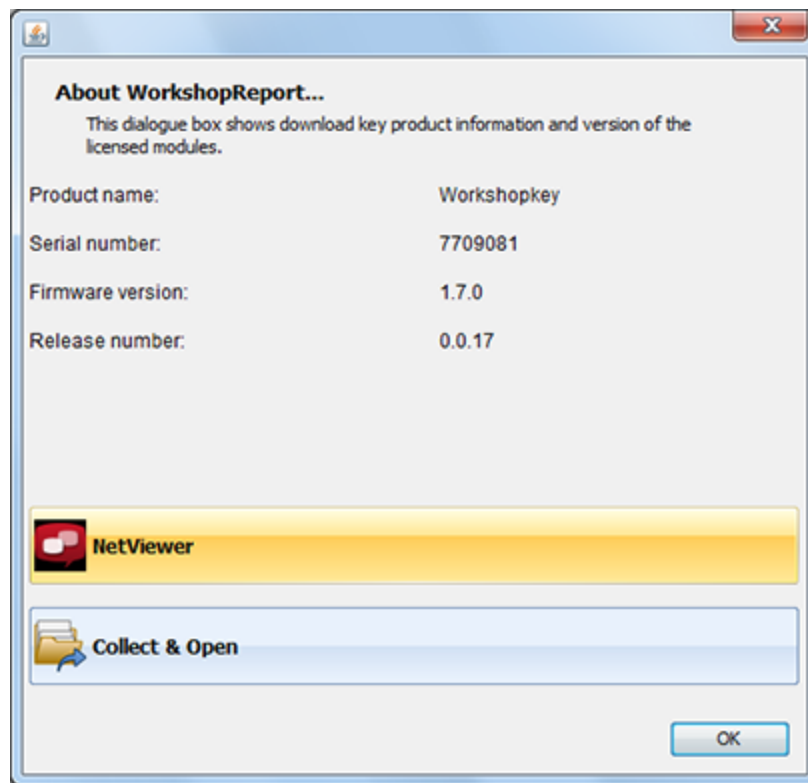 About WorkshopReport...
This dialogue box shows download key product information and version of the
licensed modules.
Product name: Workshopkey
Serial number: 7709081
Firmware version: 1.7.0
Release number: 0.0.17
NetViewer
Collect & Open
OK